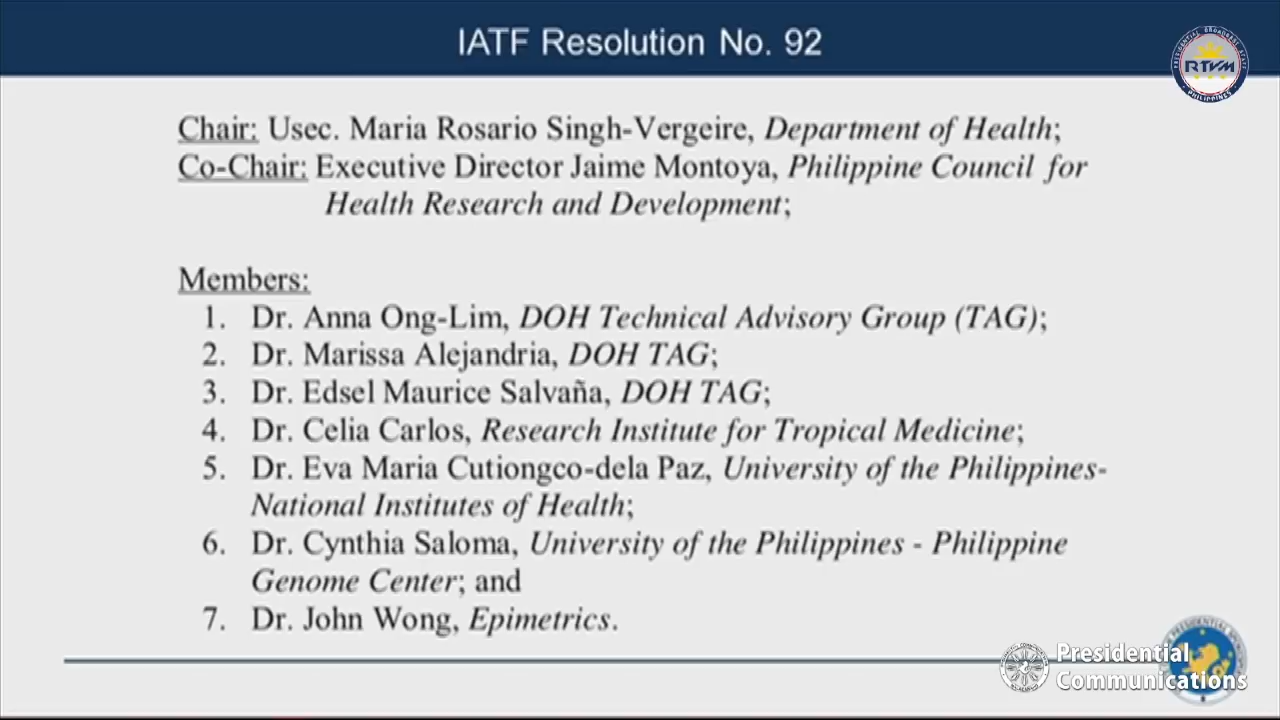 IATF Resolution No. 92
RTVM
PHILIPPINES
Chair: Usec. Maria Rosario Singh-Vergeire, Department of Health;
Co-Chair: Executive Director Jaime Montoya, Philippine Council for
Health Research and Development;
Members:
1. Dr. Anna Ong-Lim, DOH Technical Advisory Group (TAG);
2. Dr. Marissa Alejandria, DOH TAG;
3. Dr. Edsel Maurice Salvaña, DOH TAG;
4. Dr. Celia Carlos, Research Institute for Tropical Medicine;
5. Dr. Eva Maria Cutiongco-dela Paz, University of the Philippines-
National Institutes of Health;
6. Dr. Cynthia Saloma, University of the Philippines - Philippine
Genome Center; and
7. Dr. John Wong, Epimetrics.
Presidential
Communications